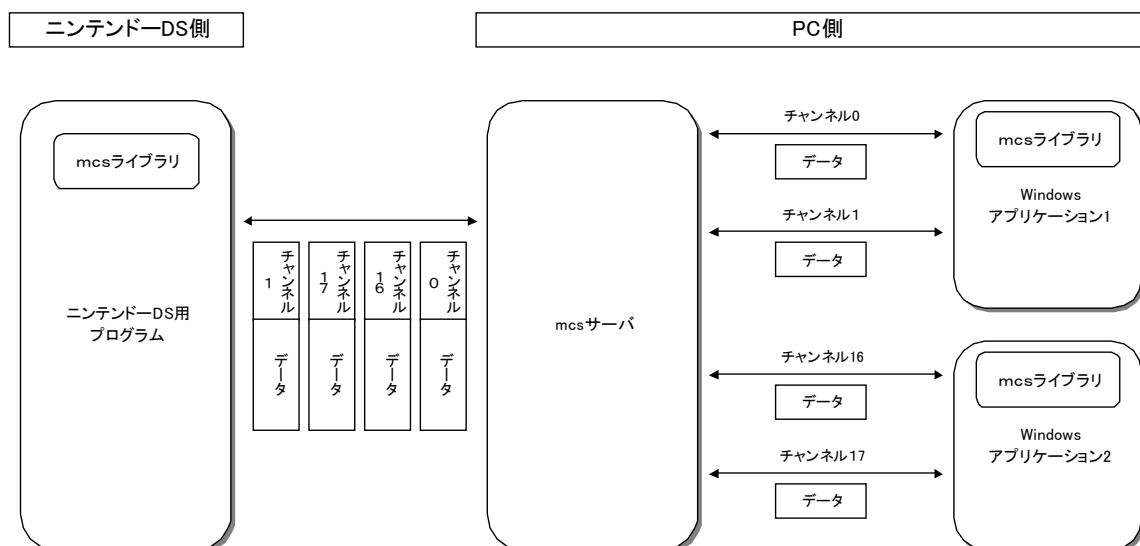 ニンテンドーDS側
PC側
mcsライブラリ
ニンテンドーDS用
プログラム
チャンネル
1
データ
チャンネル
17
データ
チャンネル
16
データ
チャンネル
0
データ
mcsサーバ
チャンネル0
データ
チャンネル1
データ
mcsライブラリ
Windows
アプリケーション1
チャンネル16
データ
チャンネル17
データ
mcsライブラリ
Windows
アプリケーション2